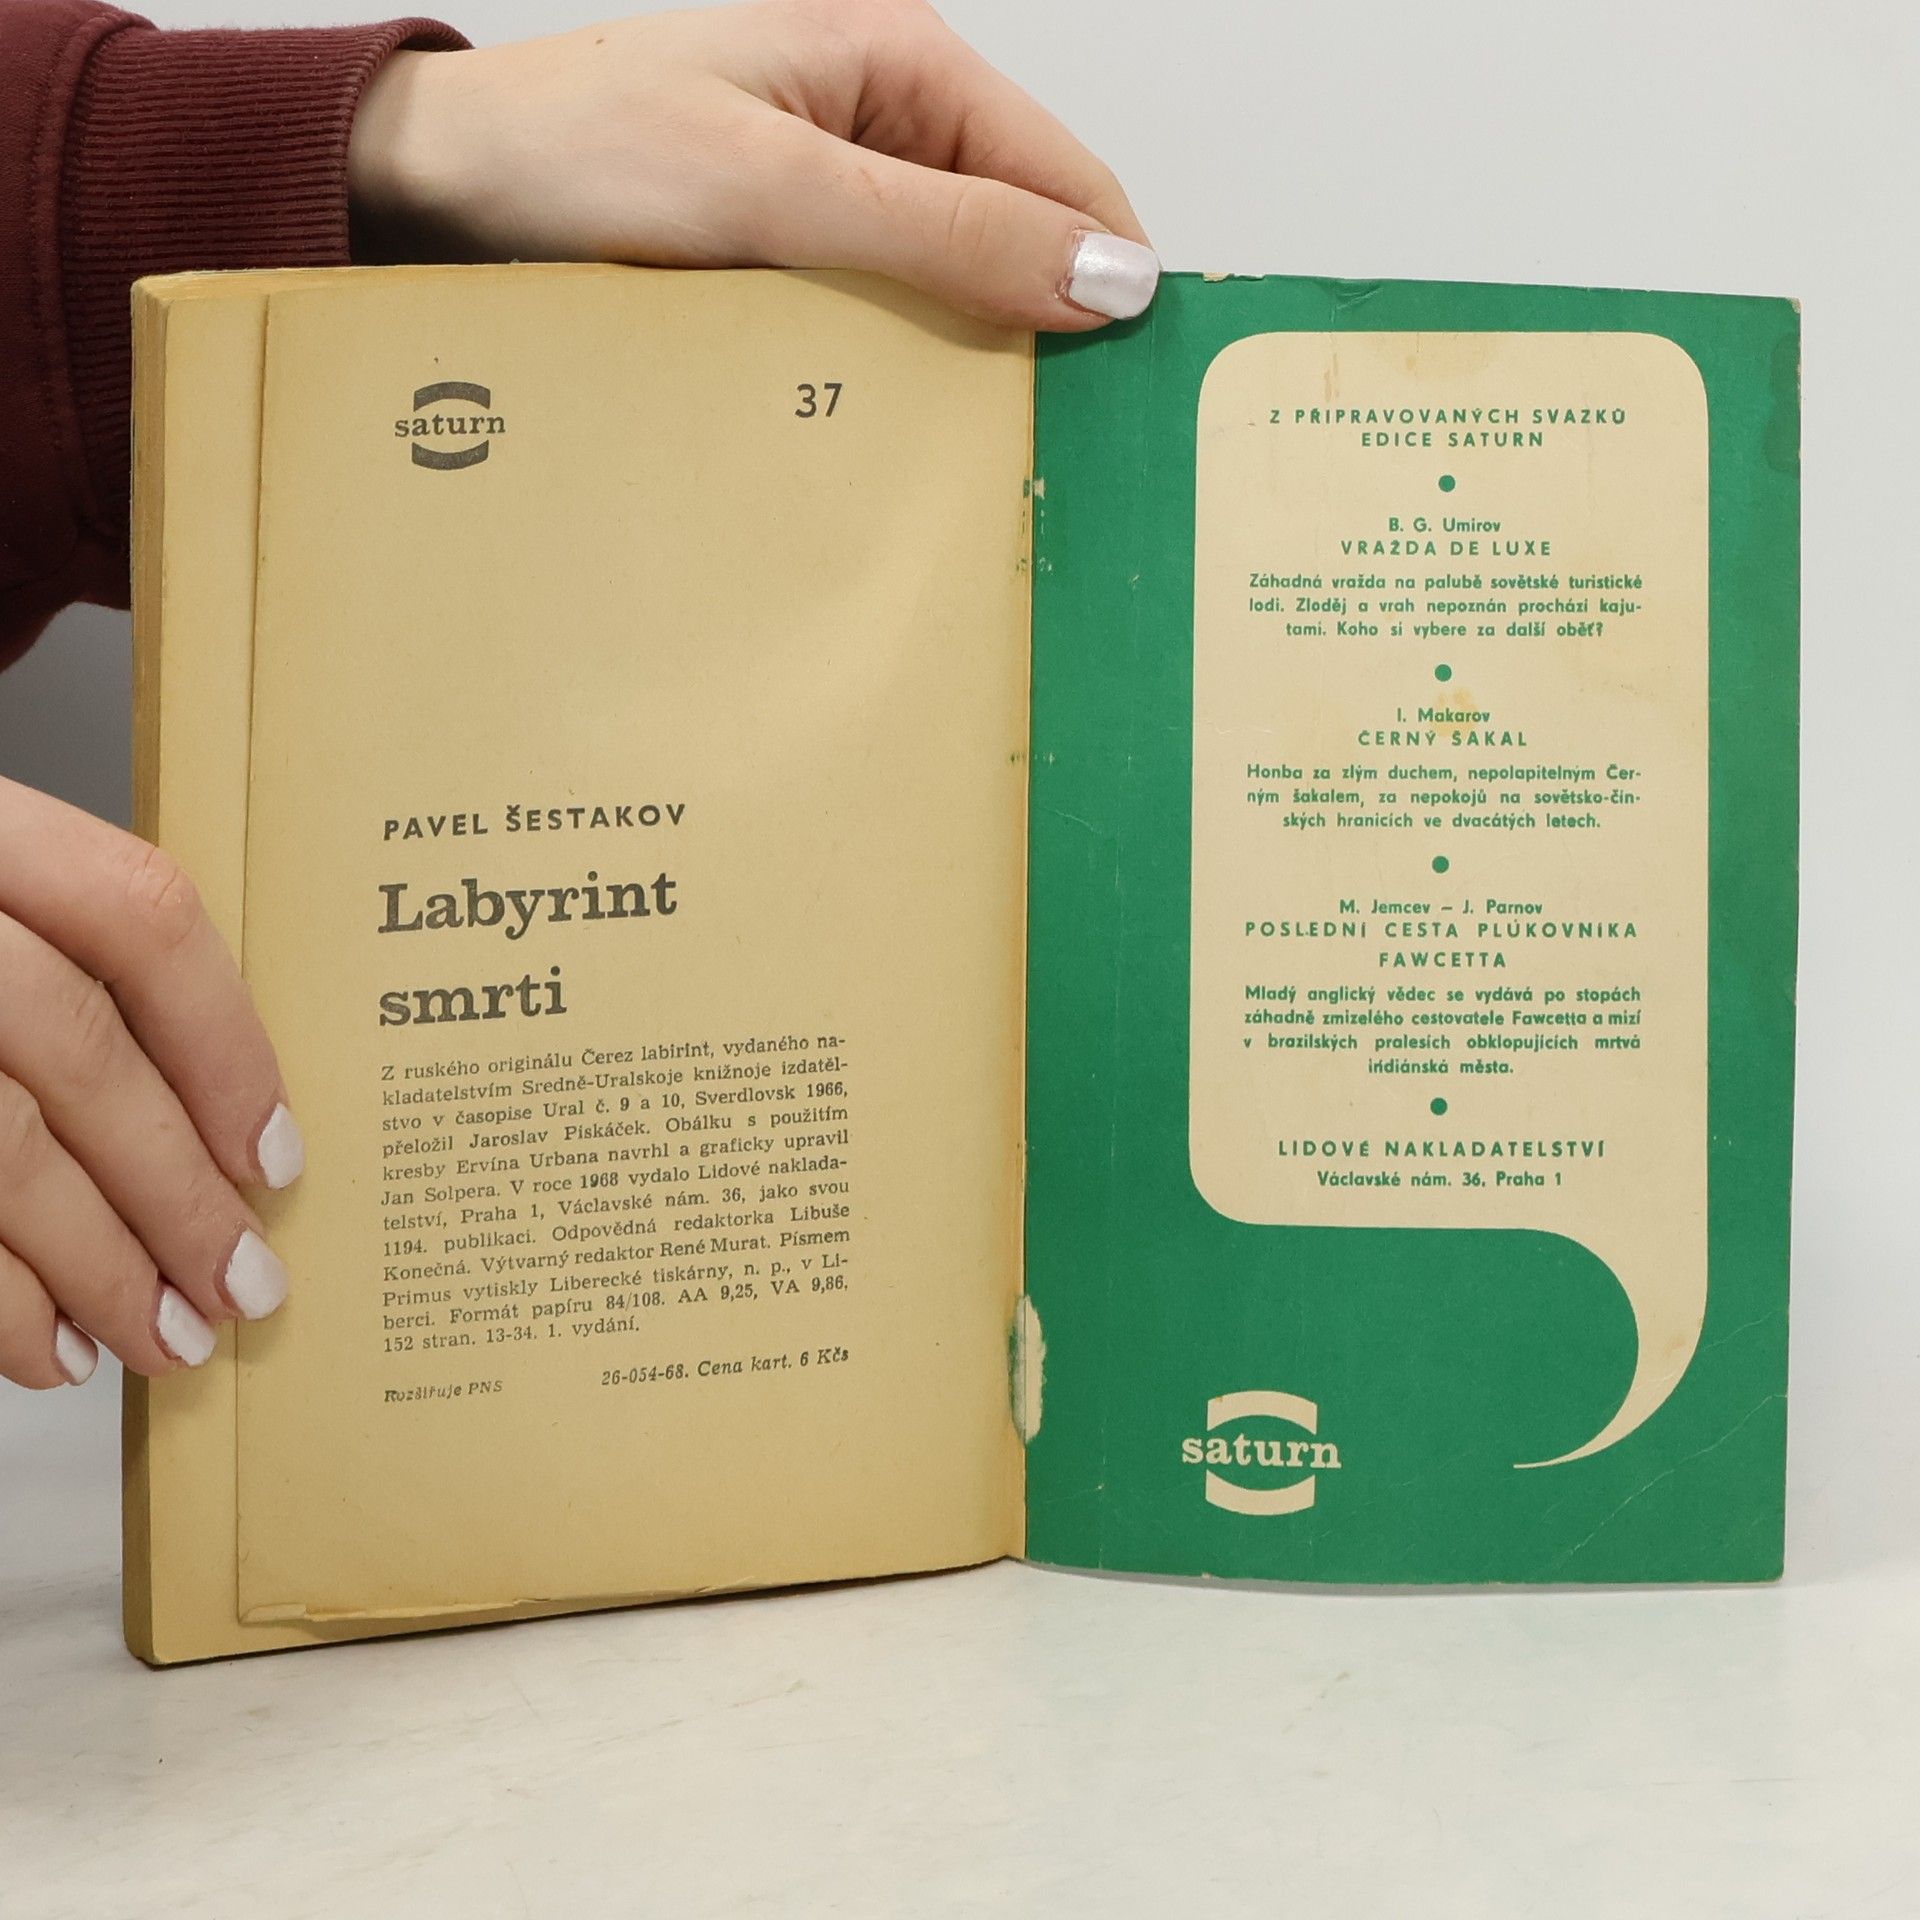 saturn
37
PAVEL ŠESTAKOV
Labyrint
smrti
Z ruského originálu Čerez labirint, vydaného na-
kladatelstvím Sredně-Uralskoje knižnoje izdatěl-
stvo v časopise Ural č. 9 a 10, Sverdlovsk 1966,
přeložil Jaroslav Piskáček. Obálku s použitím
kresby Ervína Urbana navrhl a graficky upravil
Jan Solpera. V roce 1968 vydalo Lidové naklada-
telství, Praha 1, Václavské nám. 36, jako svou
1194. publikaci. Odpovědná redaktorka Libuše
Konečná. Výtvarný redaktor René Murat. Písmem
Primus vytiskly Liberecké tiskárny, n. p., v Li-
berci. Formát papíru 84/108. AA 9,25, VA 9,86.
152 stran. 13-34. 1. vydání.
26-054-68. Cena kart. 6 Kčs
Rozšiřuje PNS
Z PŘIPRAVOVANÝCH SVAZKŮ
EDICE SATURN
B. G. Umirov
VRAŽDA DE LUXE
Záhadná vražda na palubě sovětské turistické
lodi. Zloděj a vrah nepoznán prochází kaju-
tami. Koho si vybere za další oběť?
I. Makarov
ČERNÝ ŠAKAL
Honba za zlým duchem, nepolapitelným Čer-
ným šakalem, za nepokojů na sovětsko-čín-
ských hranicích ve dvacátých letech.
M. Jemcev – J. Parnov
POSLEDNÍ CESTA PLUKOVNÍKA
FAWCETTA
Mladý anglický vědec se vydává po stopách
záhadně zmizelého cestovatele Fawcetta a mizí
v brazilských pralesích obklopujících mrtvá
indiánská města.
LIDOVÉ NAKLADATELSTVÍ
Václavské nám. 36, Praha 1
saturn